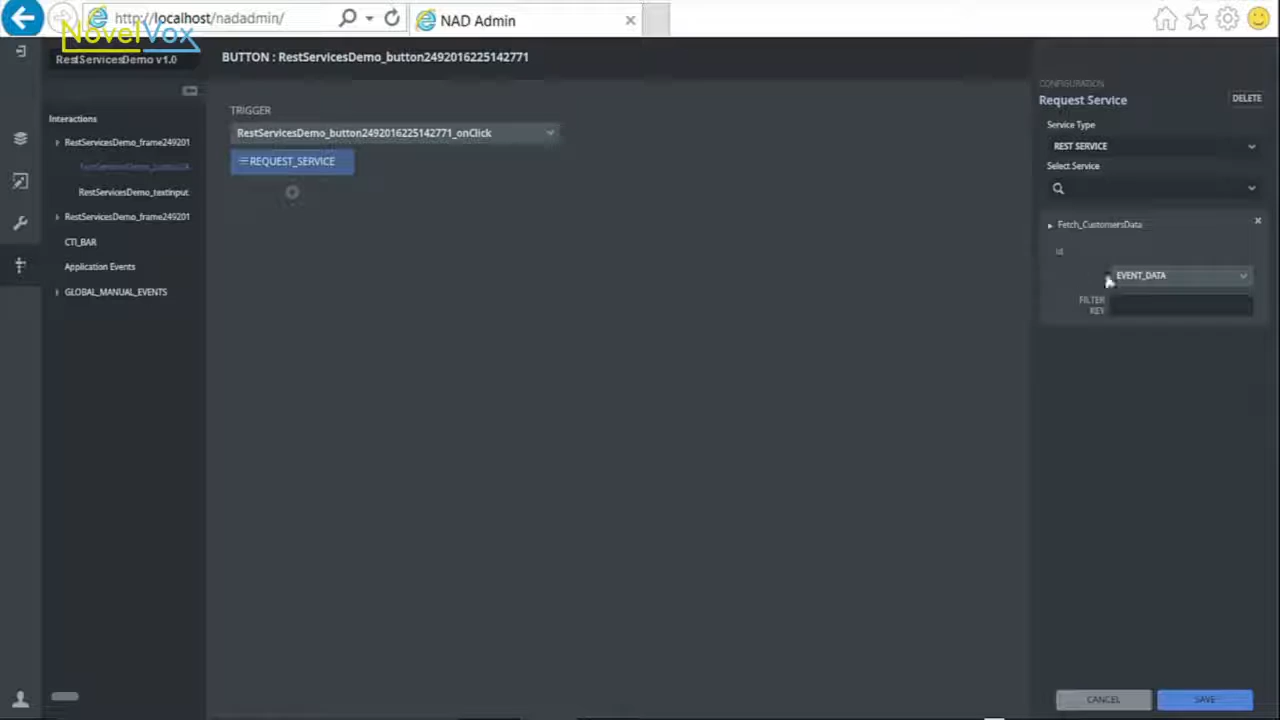 http://localhost/nadadmin/
NAD Admin
NovelVox
RestServicesDemo v1.0
BUTTON : RestServicesDemo_button2492016225142771
CONFIGURATION
Request Service
DELETE
Interactions
RestServicesDemo_frame249201
RestServicesDemo_textinput
RestServicesDemo_frame249201
CTI_BAR
Application Events
GLOBAL_MANUAL_EVENTS
TRIGGER
RestServicesDemo_button2492016225142771_onClick
REQUEST_SERVICE
Service Type
REST SERVICE
Select Service
Fetch_CustomersData
id
EVENT_DATA
FILTER
KEY
CANCEL
SAVE